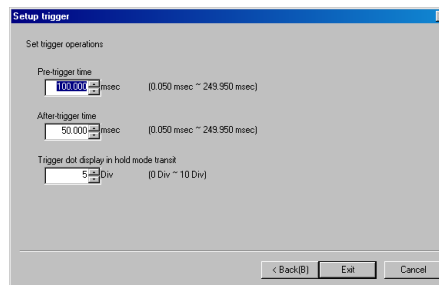 Setup trigger
Set trigger operations
Pre-trigger time
100.000 msec (0.050 msec ~ 249.950 msec)
After-trigger time
50.000 msec (0.050 msec ~ 249.950 msec)
Trigger dot display in hold mode transit
5 Div (0 Div ~ 10 Div)
< Back(B) Exit Cancel